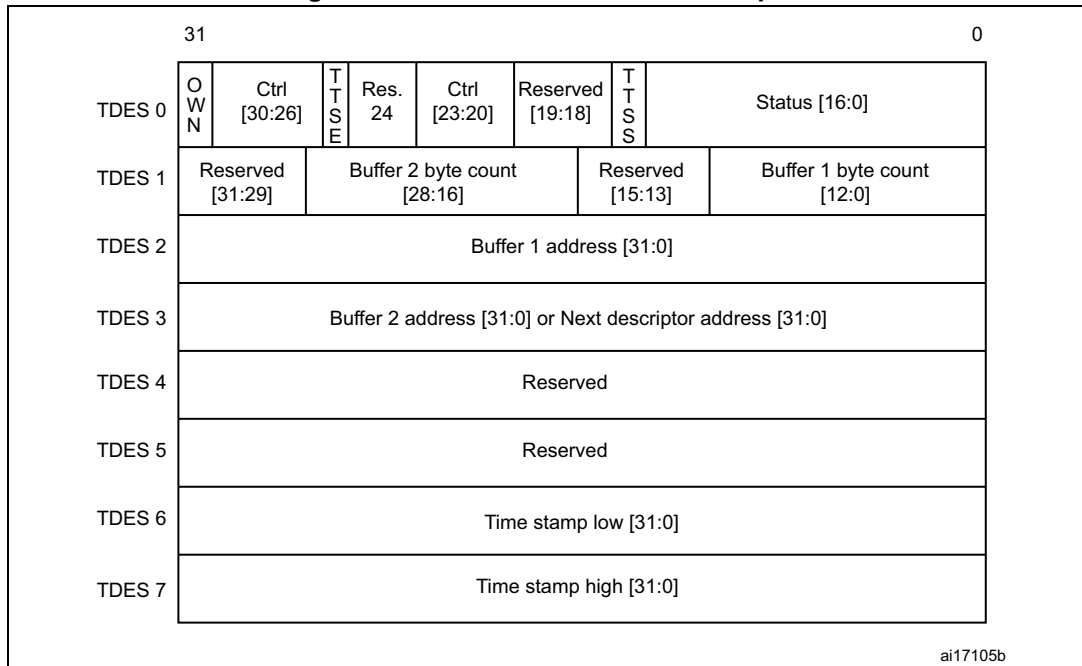 31 0
TDES 0 OWN Ctrl [30:26] TTSE Res. 24 Ctrl [23:20] Reserved [19:18] TTSS Status [16:0]
TDES 1 Reserved [31:29] Buffer 2 byte count [28:16] Reserved [15:13] Buffer 1 byte count [12:0]
TDES 2 Buffer 1 address [31:0]
TDES 3 Buffer 2 address [31:0] or Next descriptor address [31:0]
TDES 4 Reserved
TDES 5 Reserved
TDES 6 Time stamp low [31:0]
TDES 7 Time stamp high [31:0]
ai17105b